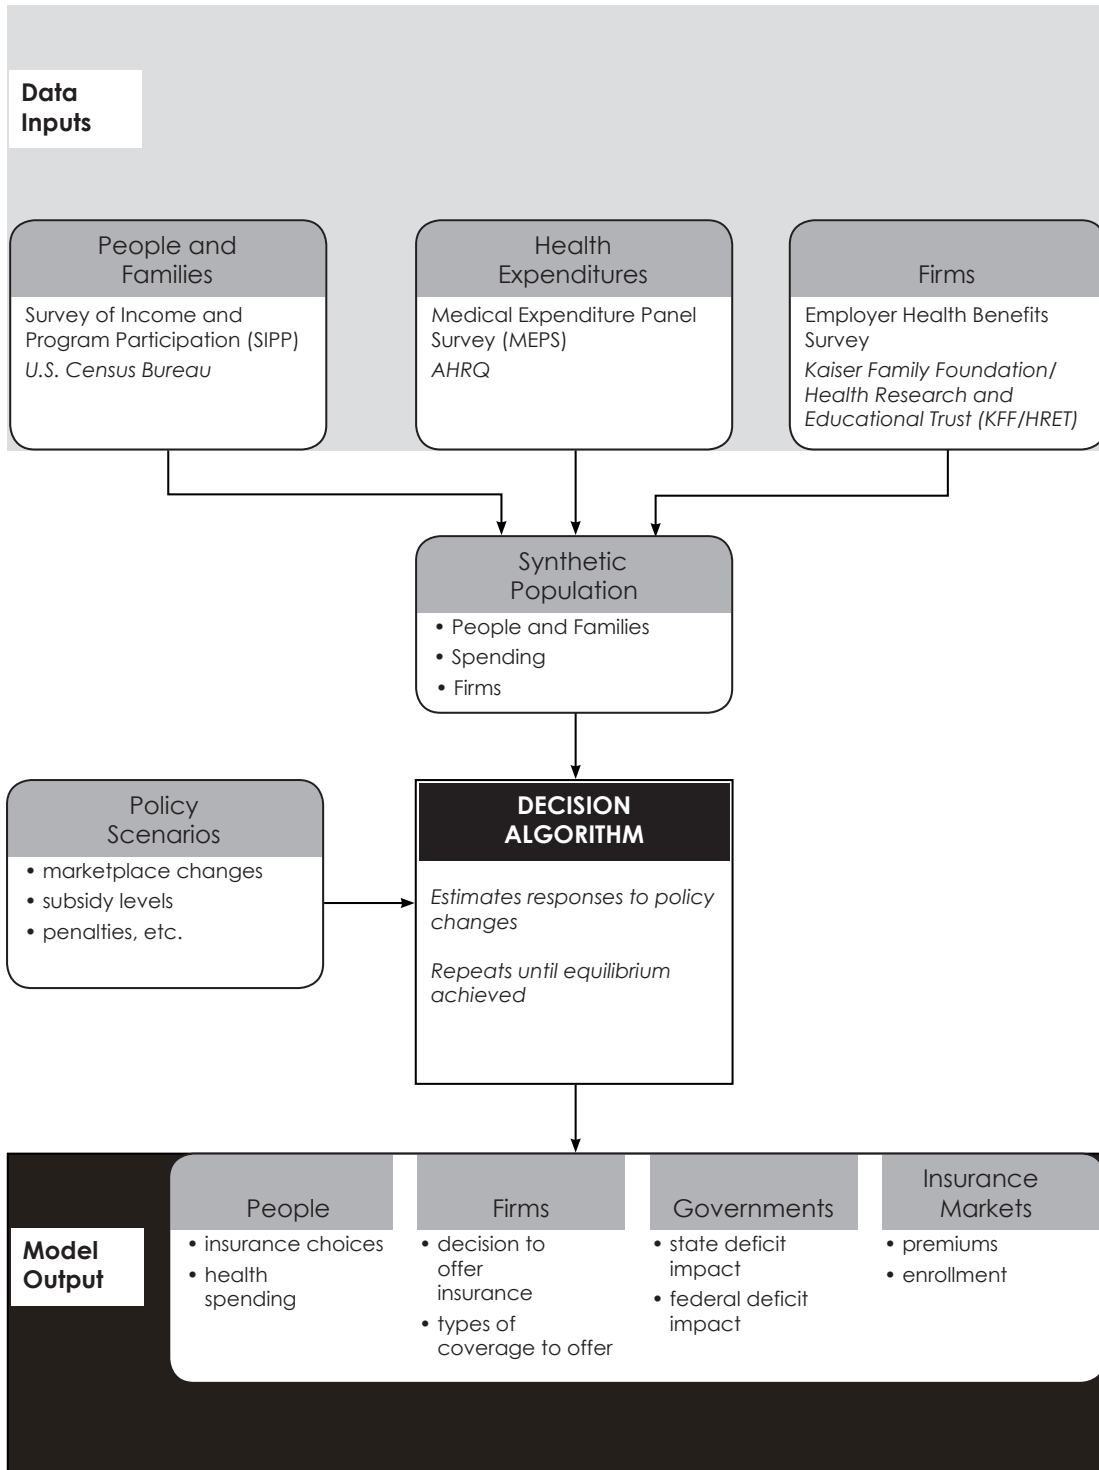 Data
Inputs
People and
Families
Survey of Income and
Program Participation (SIPP)
U.S. Census Bureau
Health
Expenditures
Medical Expenditure Panel
Survey (MEPS)
AHRQ
Firms
Employer Health Benefits
Survey
Kaiser Family Foundation/
Health Research and
Educational Trust (KFF/HRET)
Synthetic
Population
• People and Families
• Spending
• Firms
Policy
Scenarios
• marketplace changes
• subsidy levels
• penalties, etc.
DECISION
ALGORITHM
Estimates responses to policy
changes
Repeats until equilibrium
achieved
Model
Output
People
• insurance choices
• health
spending
Firms
• decision to
offer
insurance
• types of
coverage to offer
Governments
• state deficit
impact
• federal deficit
impact
Insurance
Markets
• premiums
• enrollment